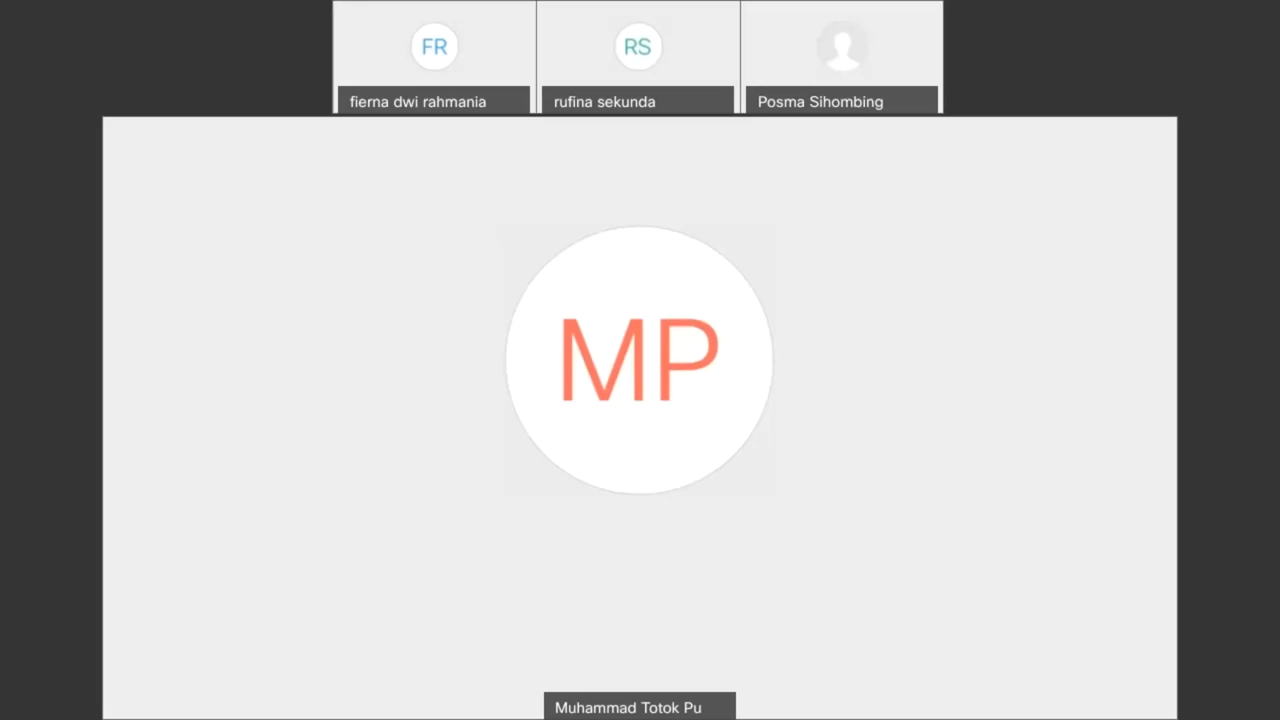 FR
RS
fierna dwi rahmania
rufina sekunda
Posma Sihombing
MP
Muhammad Totok Pu